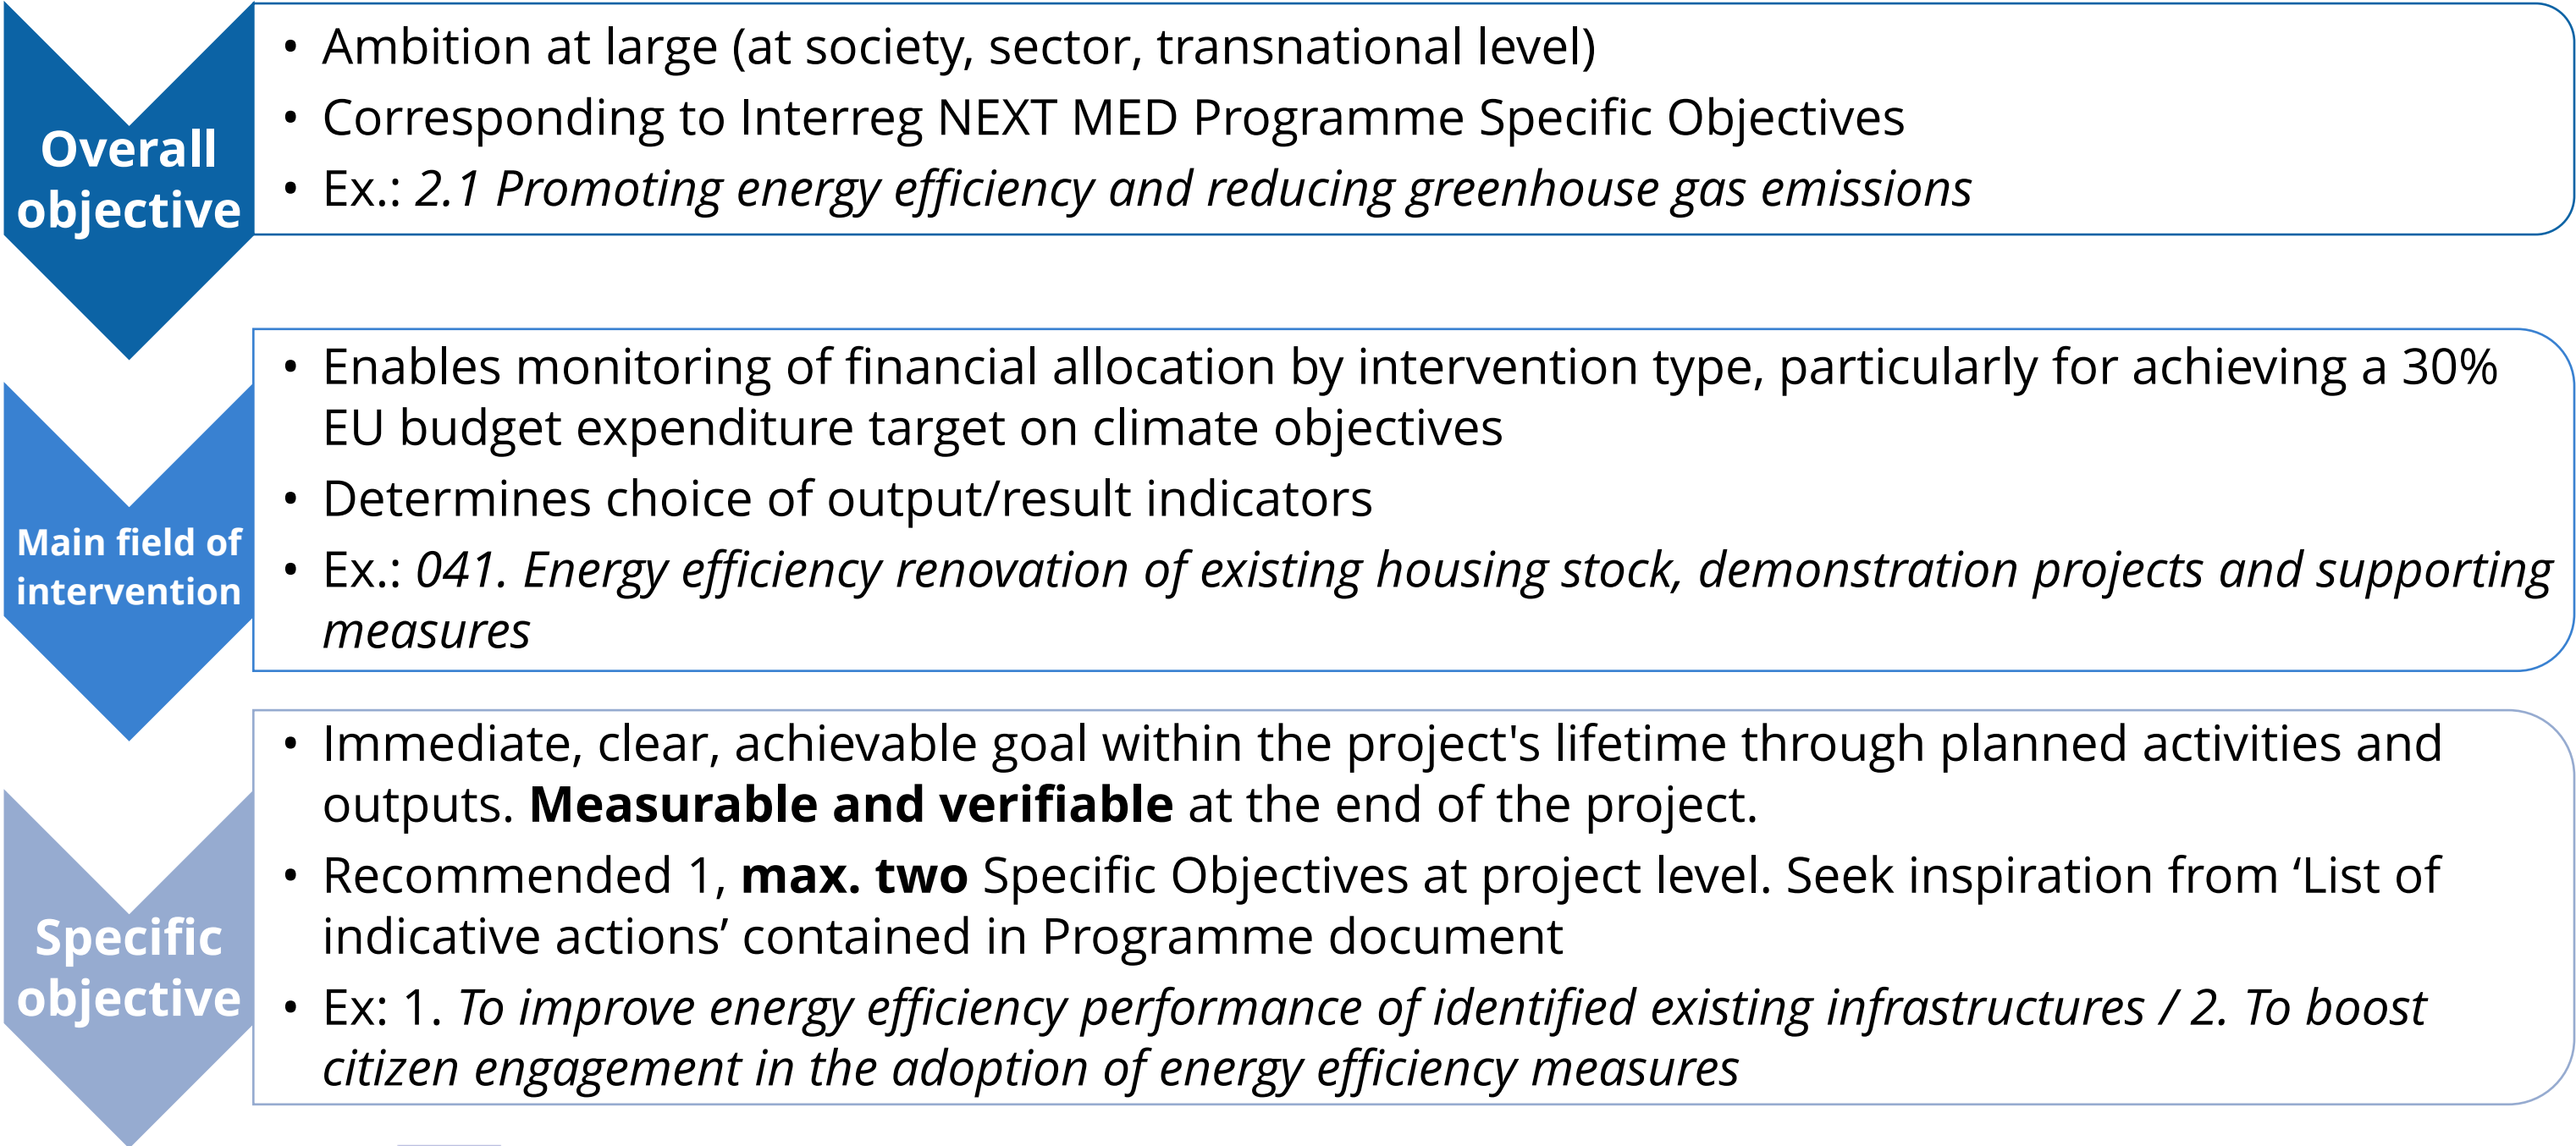 Overall
objective
• Ambition at large (at society, sector, transnational level)
• Corresponding to Interreg NEXT MED Programme Specific Objectives
• Ex.: 2.1 Promoting energy efficiency and reducing greenhouse gas emissions
Main field of
intervention
• Enables monitoring of financial allocation by intervention type, particularly for achieving a 30%
EU budget expenditure target on climate objectives
• Determines choice of output/result indicators
• Ex.: 041. Energy efficiency renovation of existing housing stock, demonstration projects and supporting
measures
Specific
objective
• Immediate, clear, achievable goal within the project's lifetime through planned activities and
outputs. Measurable and verifiable at the end of the project.
• Recommended 1, max. two Specific Objectives at project level. Seek inspiration from ‘List of
indicative actions’ contained in Programme document
• Ex: 1. To improve energy efficiency performance of identified existing infrastructures / 2. To boost
citizen engagement in the adoption of energy efficiency measures